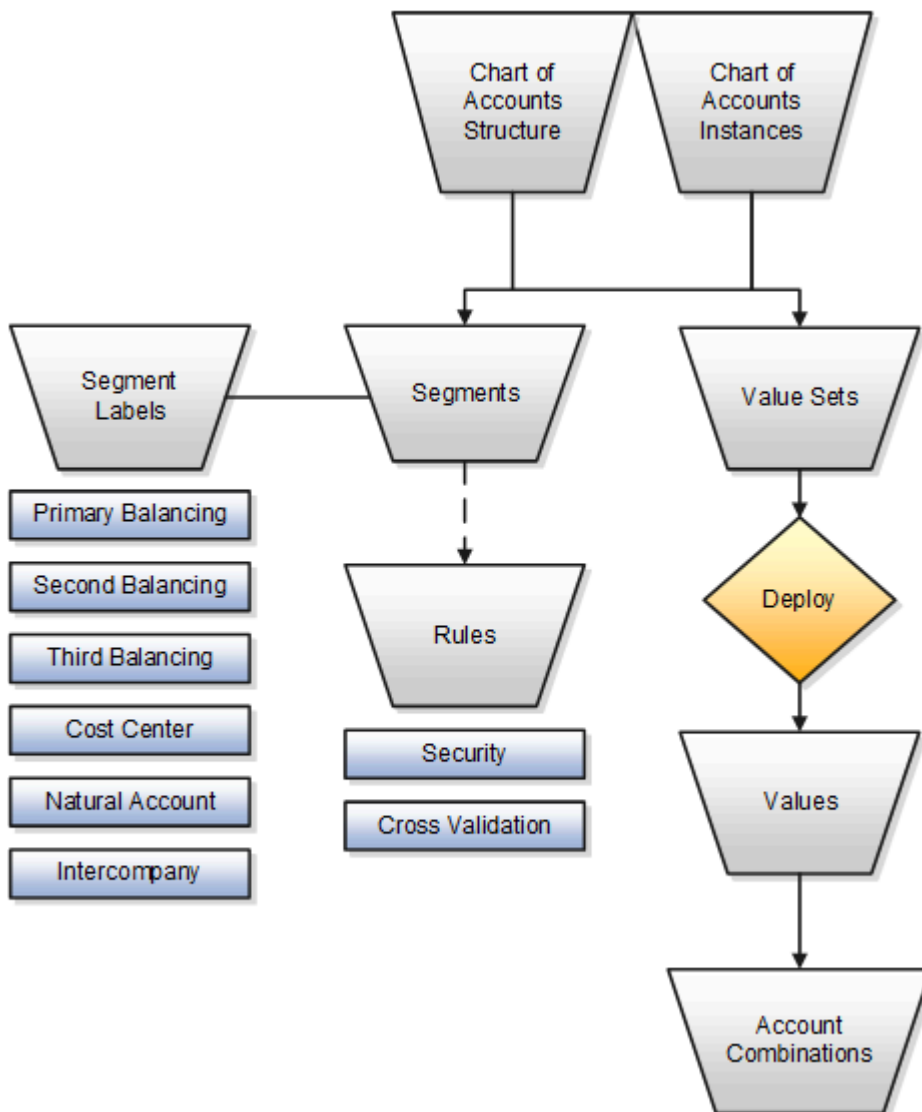 Chart of
Accounts
Structure
Chart of
Accounts
Instances
Segment
Labels
Segments
Value Sets
Primary Balancing
Second Balancing
Third Balancing
Cost Center
Natural Account
Intercompany
Rules
Security
Cross Validation
Deploy
Values
Account
Combinations